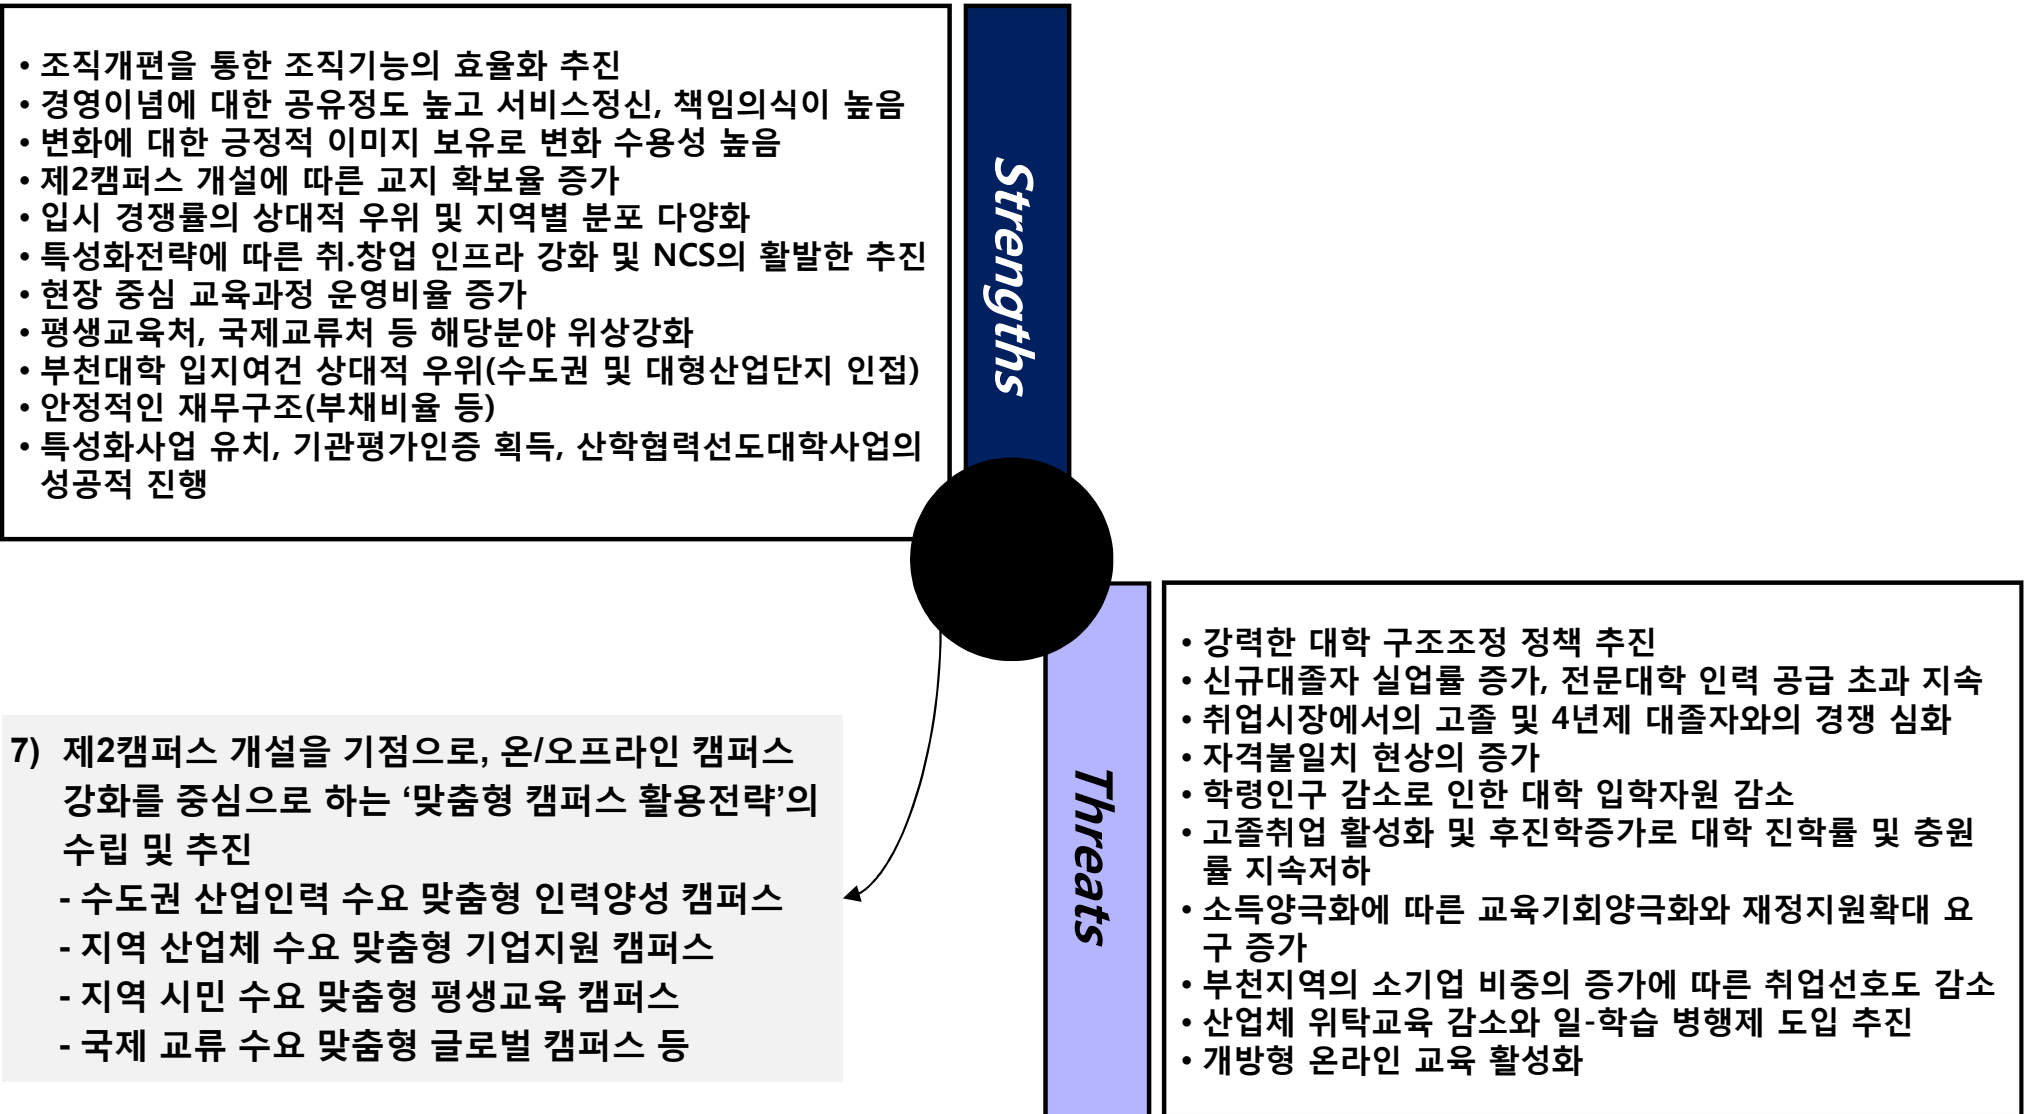 • 조직개편을 통한 조직기능의 효율화 추진
• 경영이념에 대한 공유정도 높고 서비스정신, 책임의식이 높음
• 변화에 대한 긍정적 이미지 보유로 변화 수용성 높음
• 제2캠퍼스 개설에 따른 교지 확보율 증가
• 입시 경쟁률의 상대적 우위 및 지역별 분포 다양화
• 특성화전략에 따른 취.창업 인프라 강화 및 NCS의 활발한 추진
• 현장 중심 교육과정 운영비율 증가
• 평생교육처, 국제교류처 등 해당분야 위상강화
• 부천대학 입지여건 상대적 우위(수도권 및 대형산업단지 인접)
• 안정적인 재무구조(부채비율 등)
• 특성화사업 유치, 기관평가인증 획득, 산학협력선도대학사업의
성공적 진행
Strengths
7) 제2캠퍼스 개설을 기점으로, 온/오프라인 캠퍼스
강화를 중심으로 하는 ‘맞춤형 캠퍼스 활용전략’의
수립 및 추진
- 수도권 산업인력 수요 맞춤형 인력양성 캠퍼스
- 지역 산업체 수요 맞춤형 기업지원 캠퍼스
- 지역 시민 수요 맞춤형 평생교육 캠퍼스
- 국제 교류 수요 맞춤형 글로벌 캠퍼스 등
Threats
• 강력한 대학 구조조정 정책 추진
• 신규대졸자 실업률 증가, 전문대학 인력 공급 초과 지속
• 취업시장에서의 고졸 및 4년제 대졸자와의 경쟁 심화
• 자격불일치 현상의 증가
• 학령인구 감소로 인한 대학 입학자원 감소
• 고졸취업 활성화 및 후진학증가로 대학 진학률 및 충원
률 지속저하
• 소득양극화에 따른 교육기회양극화와 재정지원확대 요
구 증가
• 부천지역의 소기업 비중의 증가에 따른 취업선호도 감소
• 산업체 위탁교육 감소와 일-학습 병행제 도입 추진
• 개방형 온라인 교육 활성화